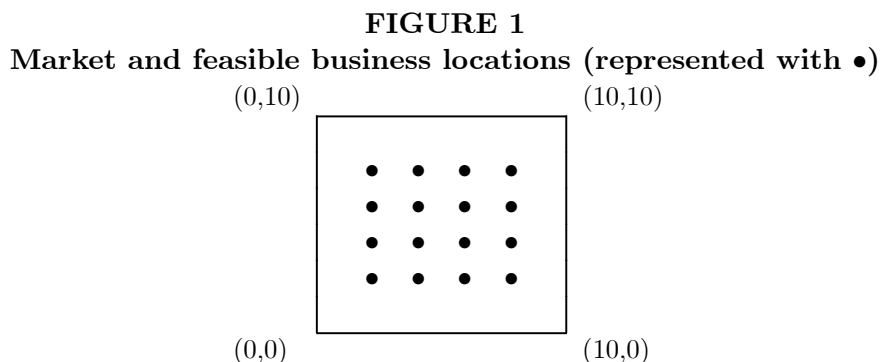 FIGURE 1
Market and feasible business locations (represented with •)
(0,10) (10,10)
(0,0) (10,0)